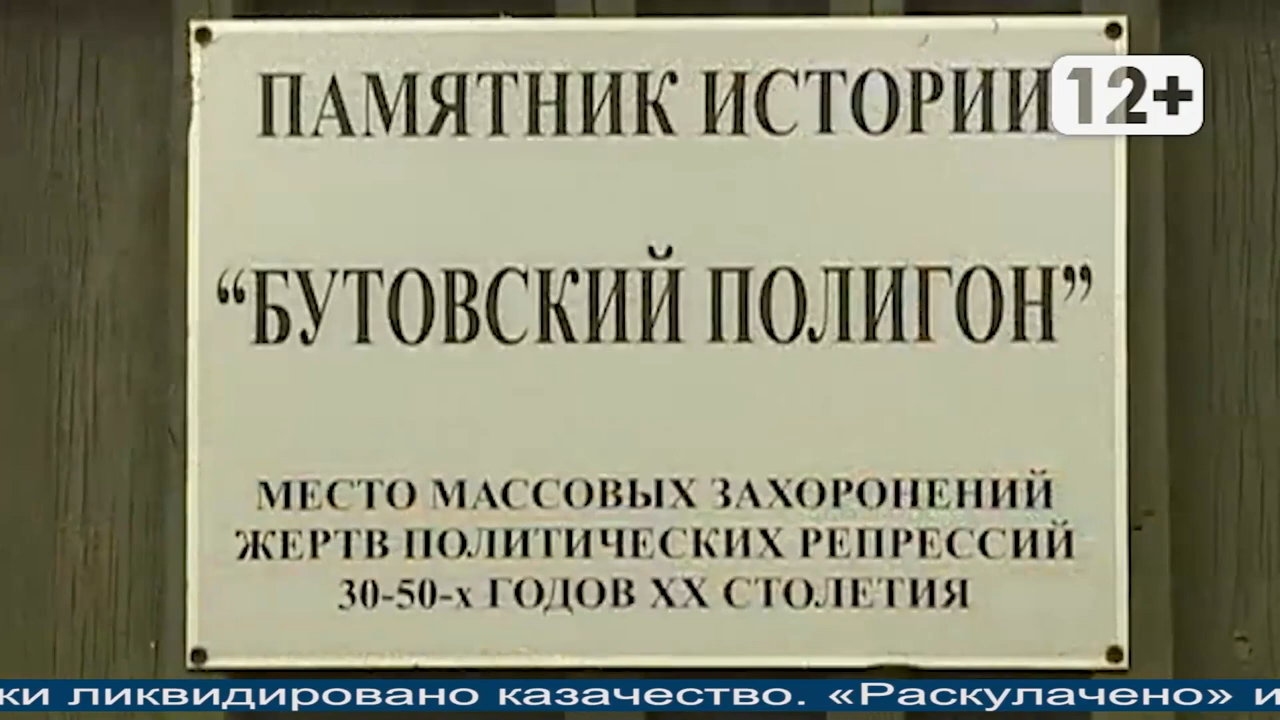 ПАМЯТНИК ИСТОРИИ
12+
“БУТОВСКИЙ ПОЛИГОН”
МЕСТО МАССОВЫХ ЗАХОРОНЕНИЙ
ЖЕРТВ ПОЛИТИЧЕСКИХ РЕПРЕССИЙ
30-50-х ГОДОВ XX СТОЛЕТИЯ
ки ликвидировано казачество. «Раскулачено» и